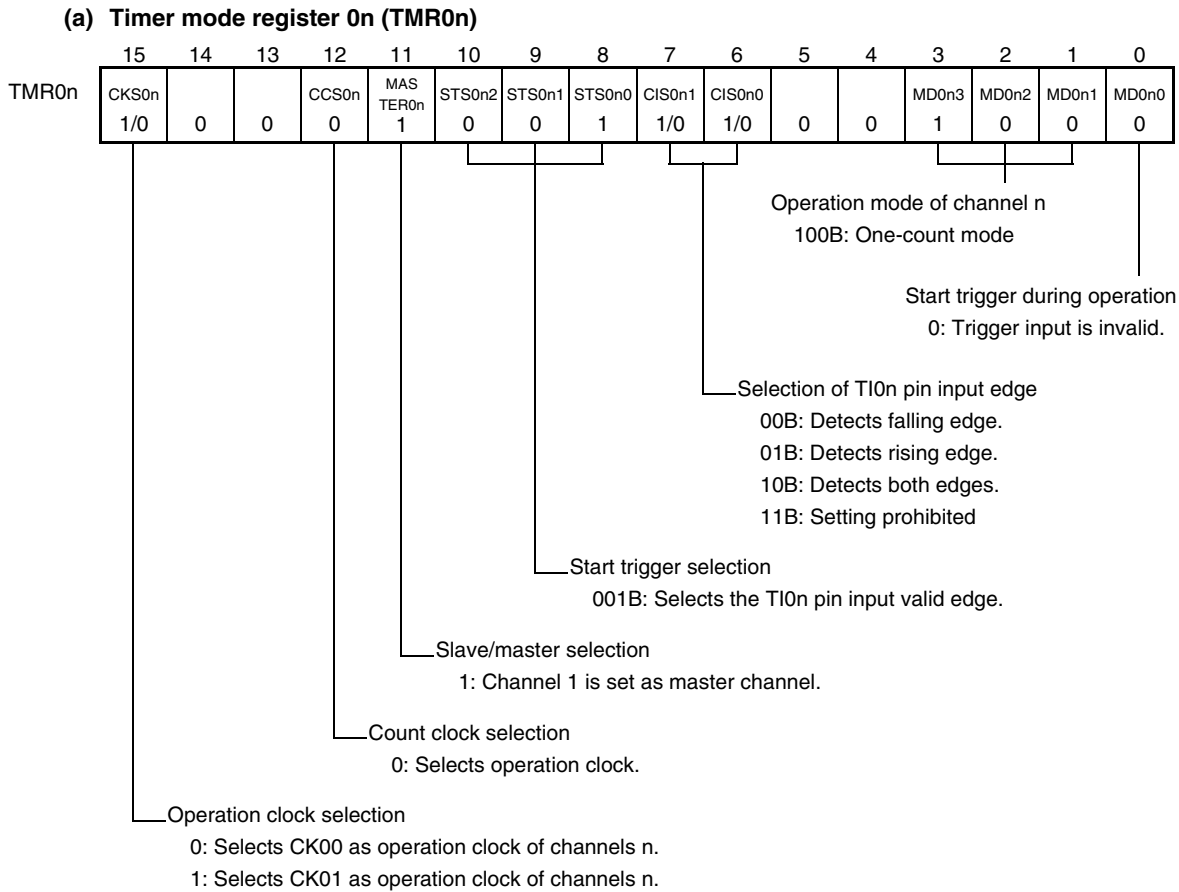 (a) Timer mode register 0n (TMR0n)
15 14 13 12 11 10 9 8 7 6 5 4 3 2 1 0
TMR0n
CKS0n CCS0n MAS TER0n STS0n2 STS0n1 STS0n0 CIS0n1 CIS0n0 MD0n3 MD0n2 MD0n1 MD0n0
1/0 0 0 0 1 0 0 1 1/0 1/0 0 0 1 0 0 0
Operation mode of channel n
100B: One-count mode
Start trigger during operation
0: Trigger input is invalid.
Selection of TI0n pin input edge
00B: Detects falling edge.
01B: Detects rising edge.
10B: Detects both edges.
11B: Setting prohibited
Start trigger selection
001B: Selects the TI0n pin input valid edge.
Slave/master selection
1: Channel 1 is set as master channel.
Count clock selection
0: Selects operation clock.
Operation clock selection
0: Selects CK00 as operation clock of channels n.
1: Selects CK01 as operation clock of channels n.